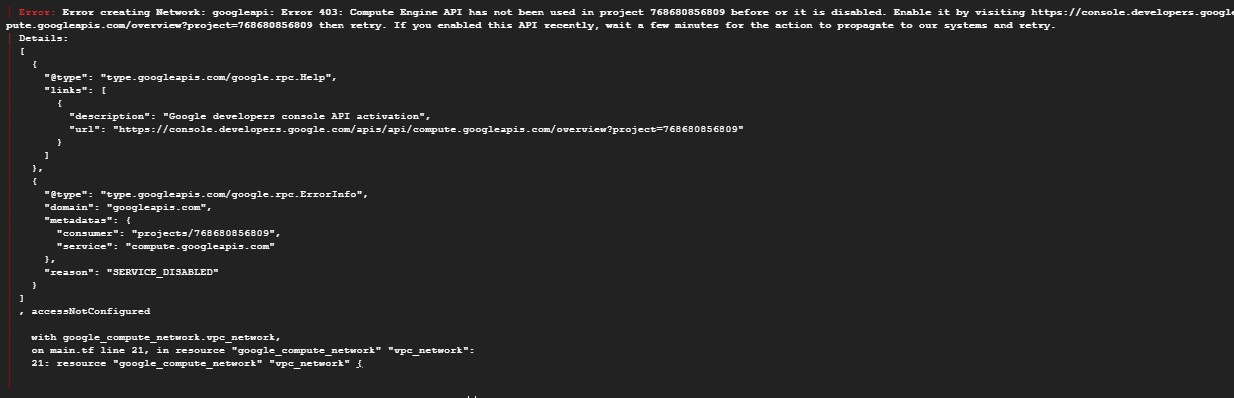 Error: Error creating Network: googleapi: Error 403: Compute Engine API has not been used in project 768680856809 before or it is disabled. Enable it by visiting https://console.developers.google
pute.googleapis.com/overview?project=768680856809 then retry. If you enabled this API recently, wait a few minutes for the action to propagate to our systems and retry.
Details:
[
  {
    "@type": "type.googleapis.com/google.rpc.Help",
    "links": [
      {
        "description": "Google developers console API activation",
        "url": "https://console.developers.google.com/apis/api/compute.googleapis.com/overview?project=768680856809"
      }
    ]
  },
  {
    "@type": "type.googleapis.com/google.rpc.ErrorInfo",
    "domain": "googleapis.com",
    "metadatas": {
      "consumer": "projects/768680856809",
      "service": "compute.googleapis.com"
    },
    "reason": "SERVICE_DISABLED"
  }
]
, accessNotConfigured
  with google_compute_network.vpc_network,
  on main.tf line 21, in resource "google_compute_network" "vpc_network":
  21: resource "google_compute_network" "vpc_network" {